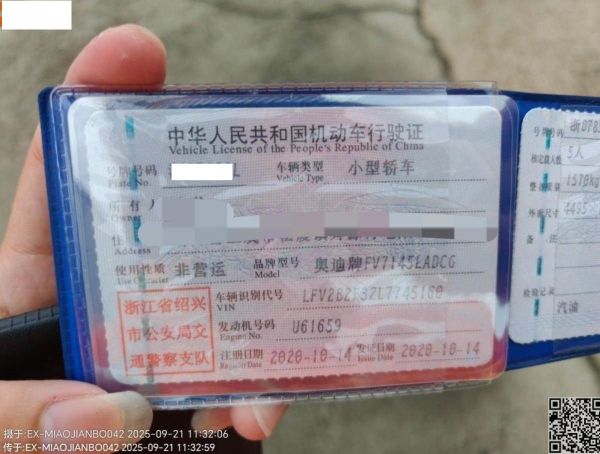 中华人民共和国机动车行驶证
Vehicle License of the People's Republic of China
号牌号码
Plate No.
车辆类型 小型轿车
Vehicle Type
所有人
Owner
住
Address
使用性质 非营运
Use Character
品牌型号 奥迪牌FV7145LADCG
Model
浙江省绍兴
市公安局交
通警察支队
车辆识别代号
VIN
发动机号码 U61659
Engine No.
注册日期 2020-10-14
Register Date
发证日期 2020-10-14
Issue Date
号牌号码
核定载人数 5人
整备质量 1570kg
外廓尺寸
备注
检验记录
汽油
摄于:EX-MIAOJIANBO042 2025-09-21 11:32:06
传于:EX-MIAOJIANBO042 2025-09-21 11:32:59